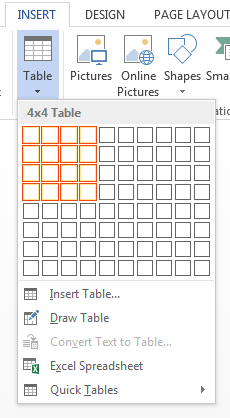 INSERT DESIGN PAGE LAYOUT
Table Pictures Online Pictures Shapes
4x4 Table
Insert Table...
Draw Table
Convert Text to Table...
Excel Spreadsheet
Quick Tables